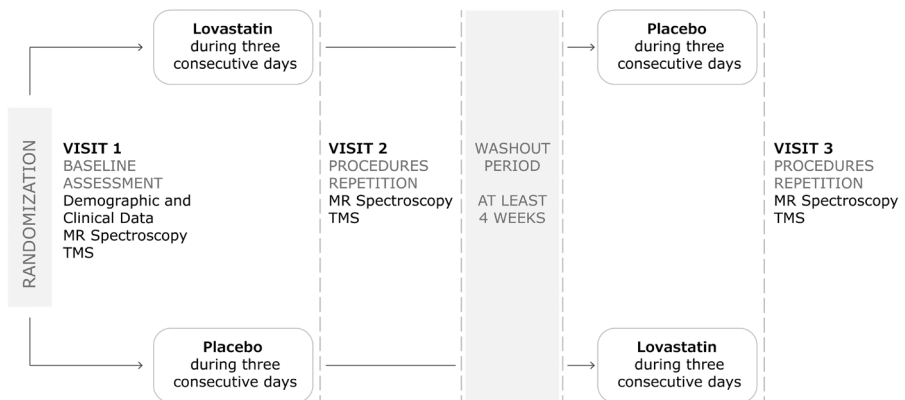 Lovastatin
during three
consecutive days
Placebo
during three
consecutive days
RANDOMIZATION
VISIT 1
BASELINE
ASSESSMENT
Demographic and
Clinical Data
MR Spectroscopy
TMS
VISIT 2
PROCEDURES
REPETITION
MR Spectroscopy
TMS
WASHOUT
PERIOD
AT LEAST
4 WEEKS
VISIT 3
PROCEDURES
REPETITION
MR Spectroscopy
TMS
Placebo
during three
consecutive days
Lovastatin
during three
consecutive days